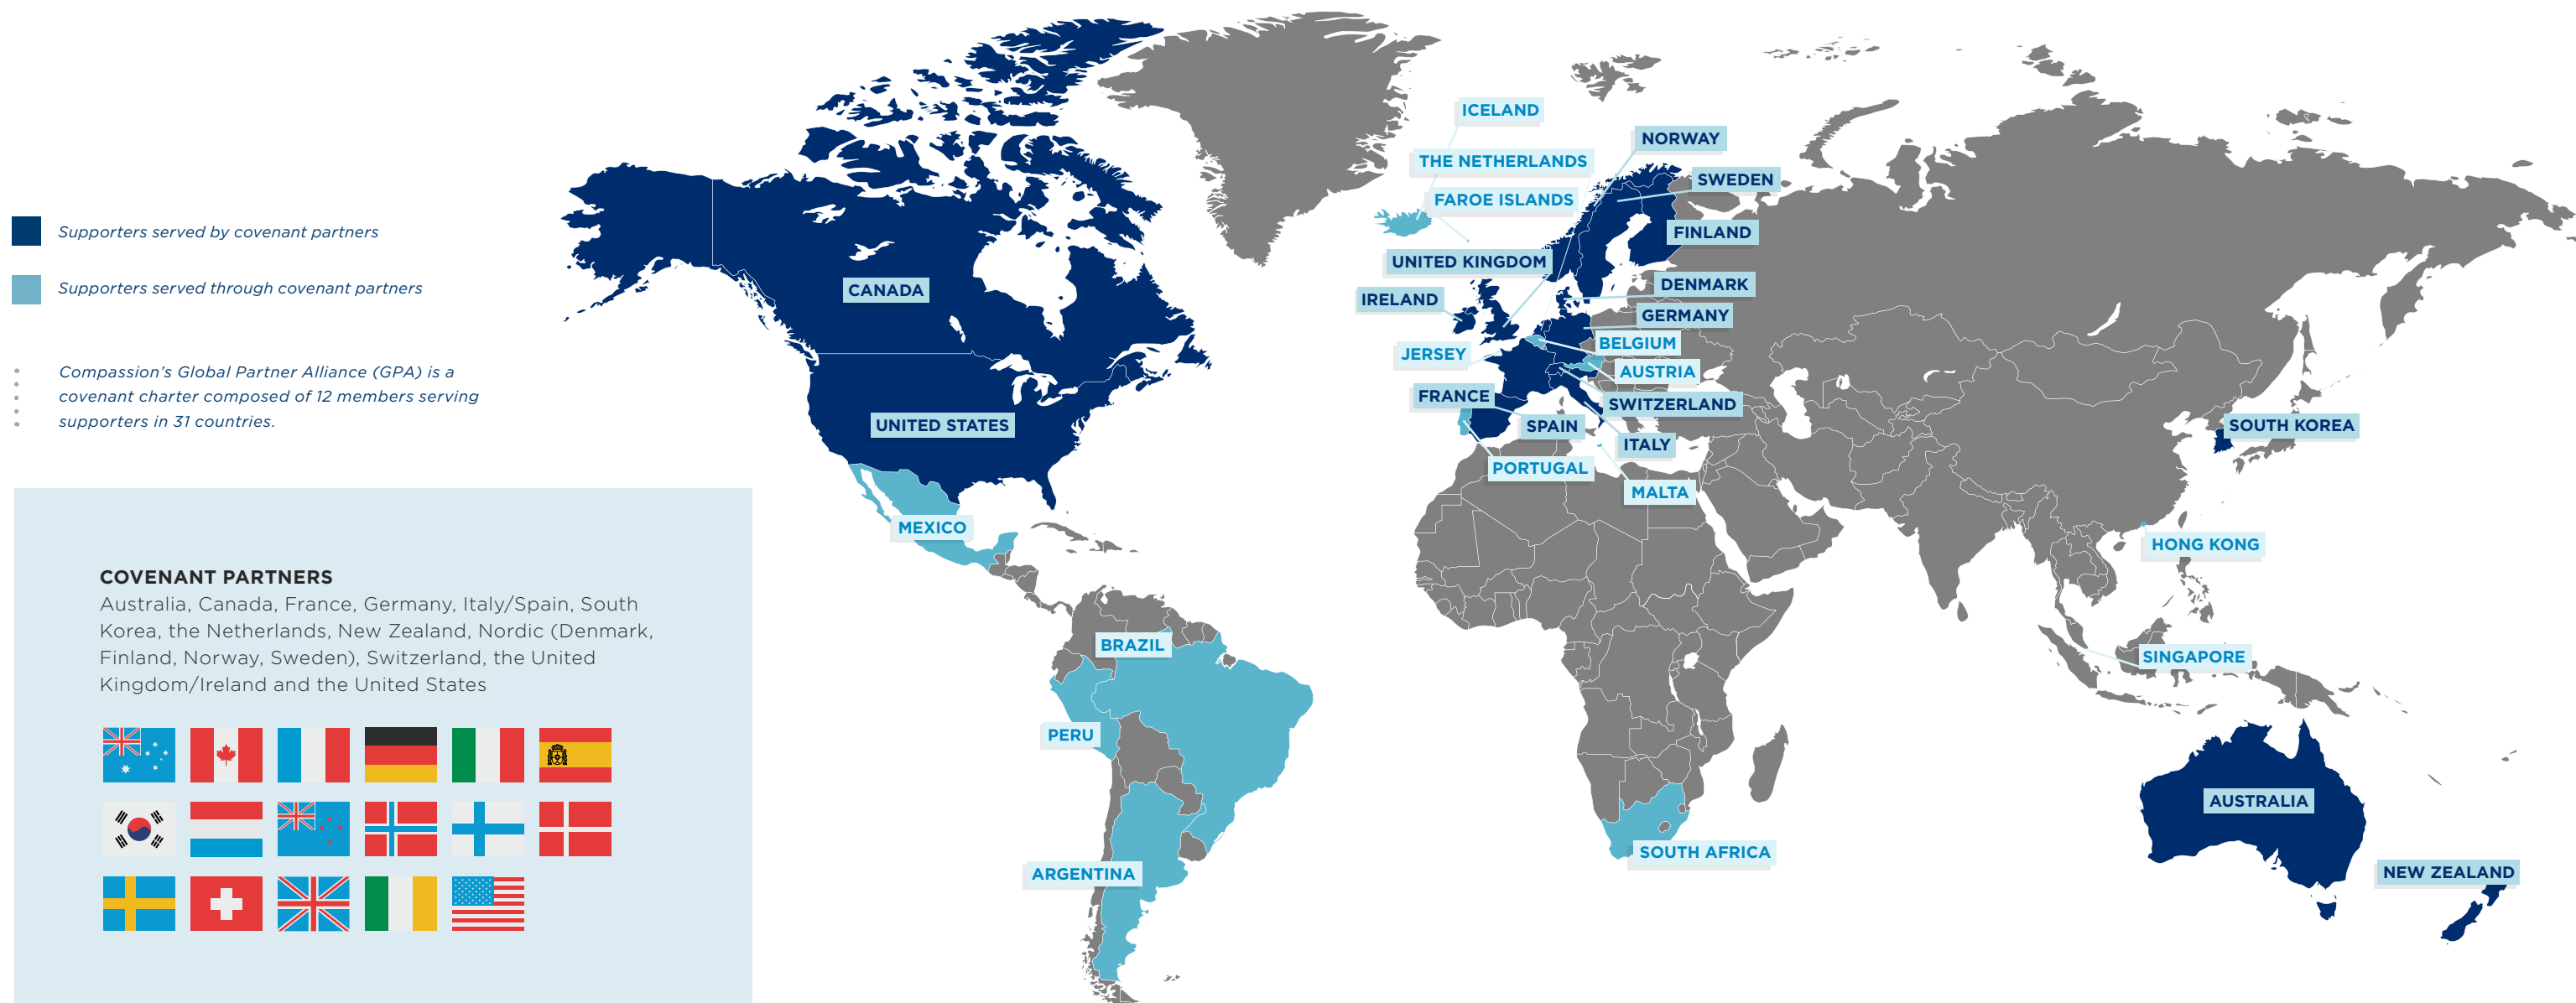 Supporters served by covenant partners
Supporters served through covenant partners
Compassion’s Global Partner Alliance (GPA) is a
covenant charter composed of 12 members serving
supporters in 31 countries.
COVENANT PARTNERS
Australia, Canada, France, Germany, Italy/Spain, South
Korea, the Netherlands, New Zealand, Nordic (Denmark,
Finland, Norway, Sweden), Switzerland, the United
Kingdom/Ireland and the United States
CANADA
UNITED STATES
MEXICO
BRAZIL
PERU
ARGENTINA
ICELAND
THE NETHERLANDS
FAROE ISLANDS
NORWAY
SWEDEN
FINLAND
UNITED KINGDOM
IRELAND
DENMARK
GERMANY
JERSEY
BELGIUM
AUSTRIA
FRANCE
SWITZERLAND
SPAIN
ITALY
PORTUGAL
MALTA
SOUTH AFRICA
SOUTH KOREA
HONG KONG
SINGAPORE
AUSTRALIA
NEW ZEALAND